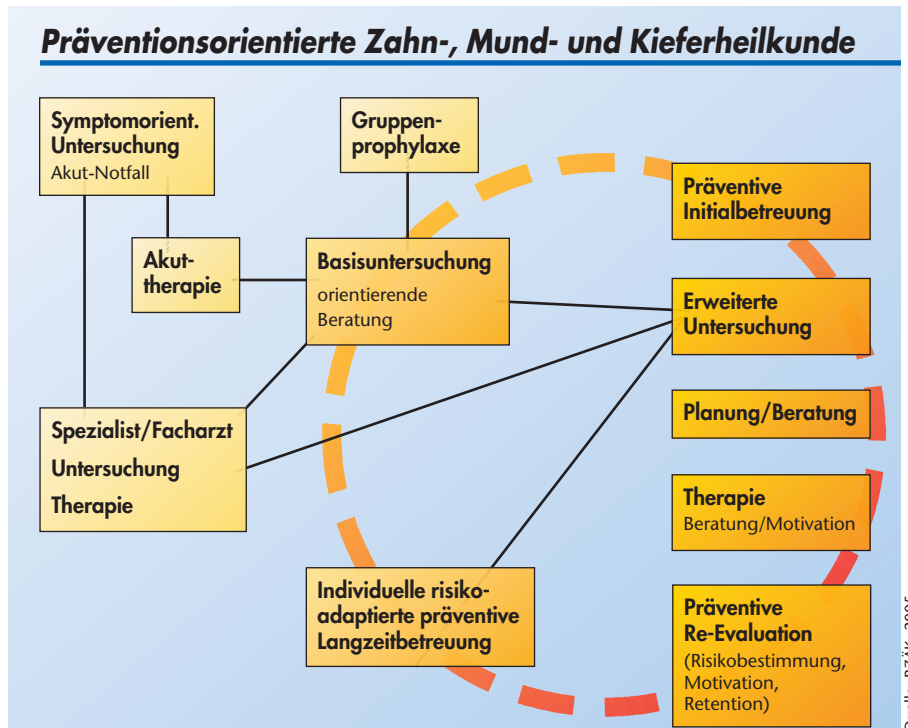 Präventionsorientierte Zahn-, Mund- und Kieferheilkunde
Symptomorient.
Untersuchung
Akut-Notfall
Gruppen-
prophylaxe
Präventive
Initialbetreuung
Akut-
therapie
Basisuntersuchung
orientierende
Beratung
Erweiterte
Untersuchung
Planung/Beratung
Spezialist/Facharzt
Untersuchung
Therapie
Therapie
Beratung/Motivation
Individuelle risiko-
adaptierte präventive
Langzeitbetreuung
Präventive
Re-Evaluation
(Risikobestimmung,
Motivation,
Retention)